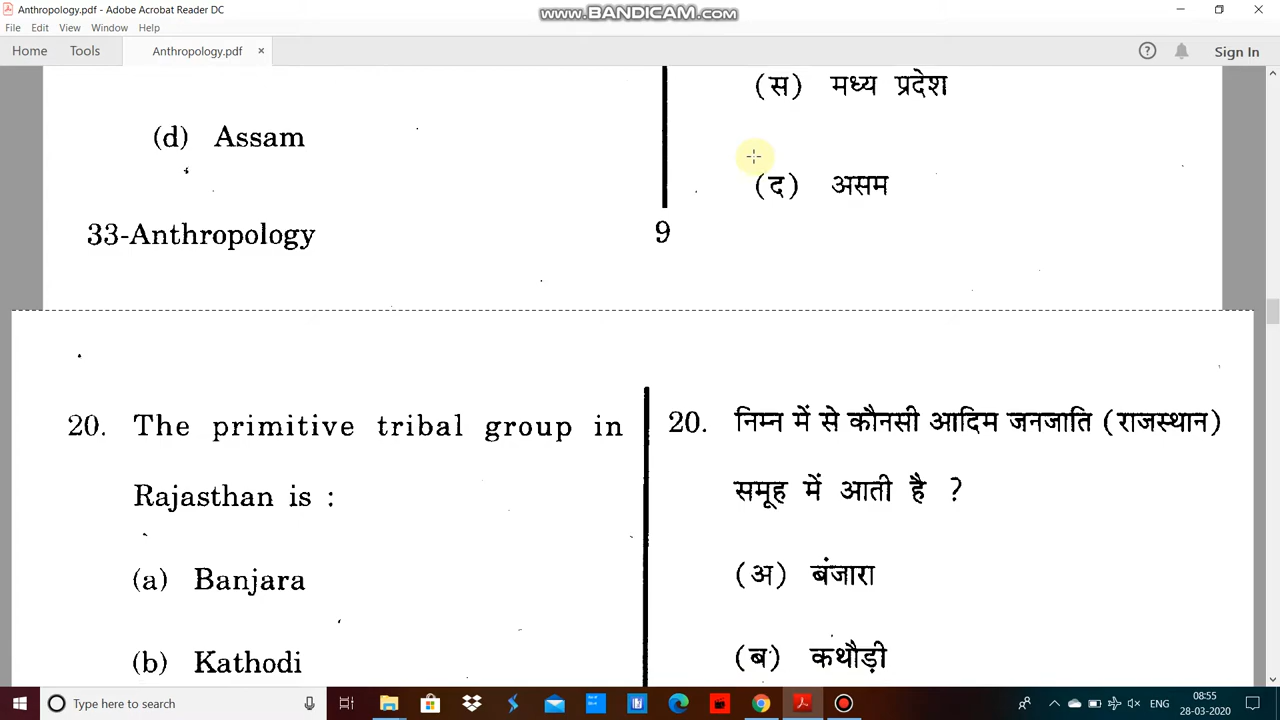 Anthropology.pdf - Adobe Acrobat Reader DC
www.BANDICAM.com
File Edit View Window Help
Home Tools Anthropology.pdf × Sign In
(d) Assam
33-Anthropology
9
(स) मध्य प्रदेश
(द) असम
20. The primitive tribal group in
Rajasthan is :
(a) Banjara
(b) Kathodi
20. निम्न में से कौनसी आदिम जनजाति (राजस्थान)
समूह में आती है ?
(अ) बंजारा
(ब) कथौड़ी
Type here to search
ENG
08:55
28-03-2020